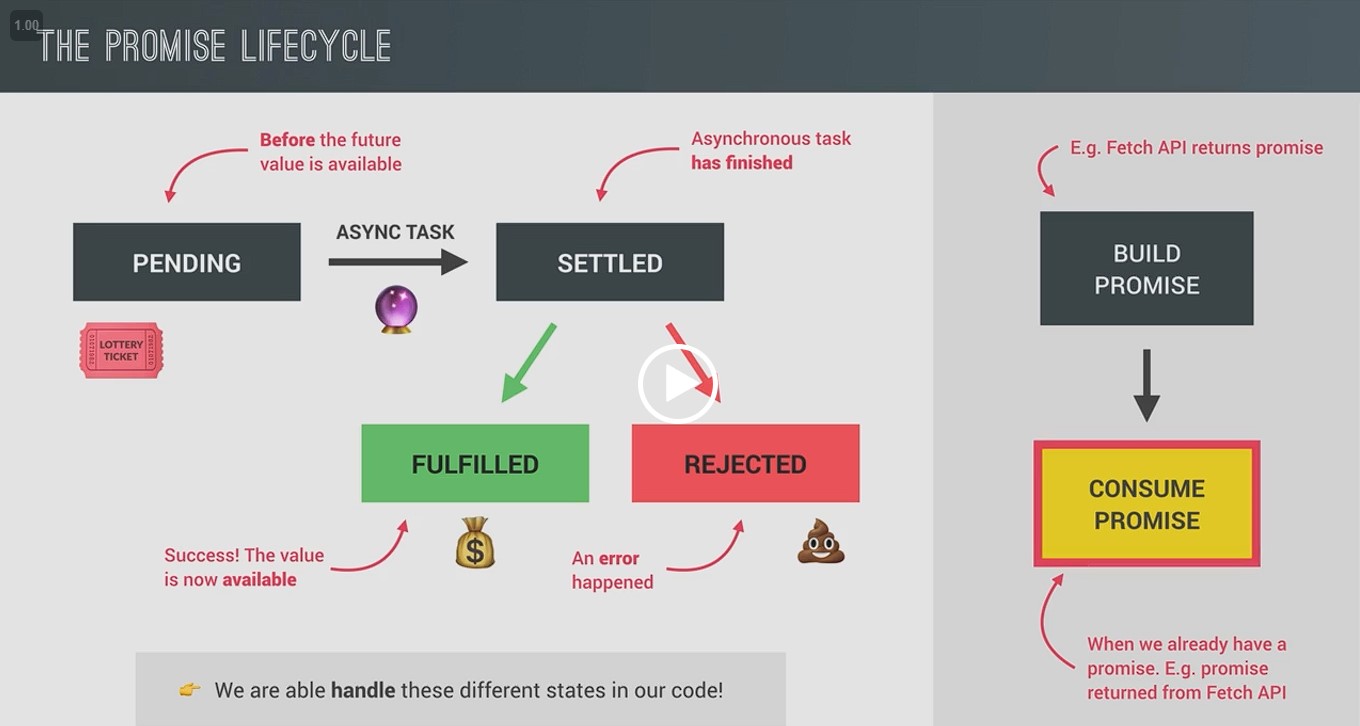 1.00
THE PROMISE LIFECYCLE
Before the future
value is available
Asynchronous task
has finished
PENDING
ASYNC TASK
SETTLED
LOTTERY
TICKET
FULFILLED
REJECTED
Success! The value
is now available
$
An error
happened
We are able handle these different states in our code!
E.g. Fetch API returns promise
BUILD
PROMISE
CONSUME
PROMISE
When we already have a
promise. E.g. promise
returned from Fetch API